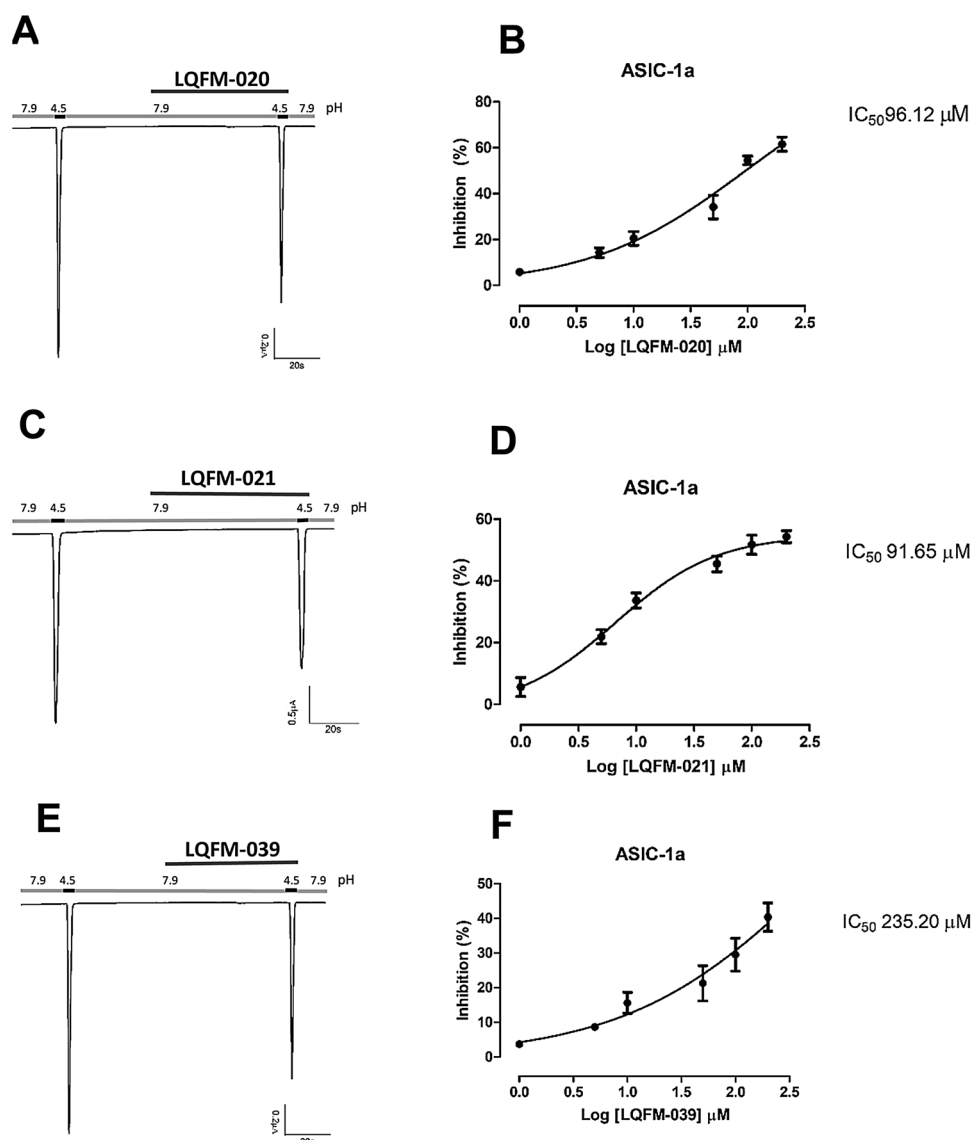 A
LQFM-020
7.9 4.5 7.9 4.5 7.9 pH
0.2µA
20s
B
ASIC-1a
IC50 96.12 µM
80
60
40
20
0
Inhibition (%)
0.0 0.5 1.0 1.5 2.0 2.5
Log [LQFM-020] µM
C
LQFM-021
7.9 4.5 7.9 4.5 7.9 pH
0.5µA
20s
D
ASIC-1a
IC50 91.65 µM
60
40
20
0
Inhibition (%)
0.0 0.5 1.0 1.5 2.0 2.5
Log [LQFM-021] µM
E
LQFM-039
7.9 4.5 7.9 4.5 7.9 pH
0.2µA
F
ASIC-1a
IC50 235.20 µM
50
40
30
20
10
0
Inhibition (%)
0.0 0.5 1.0 1.5 2.0 2.5
Log [LQFM-039] µM